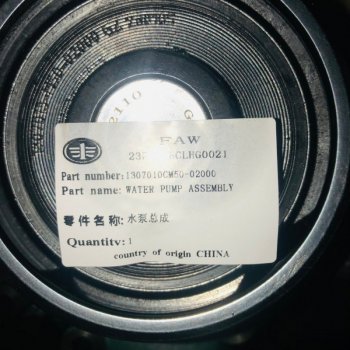 2110
FAW
Part number: 1307010CM50-02000
Part name: WATER PUMP ASSEMBLY
零件名称: 水泵总成
Quantity: 1
country of origin CHINA